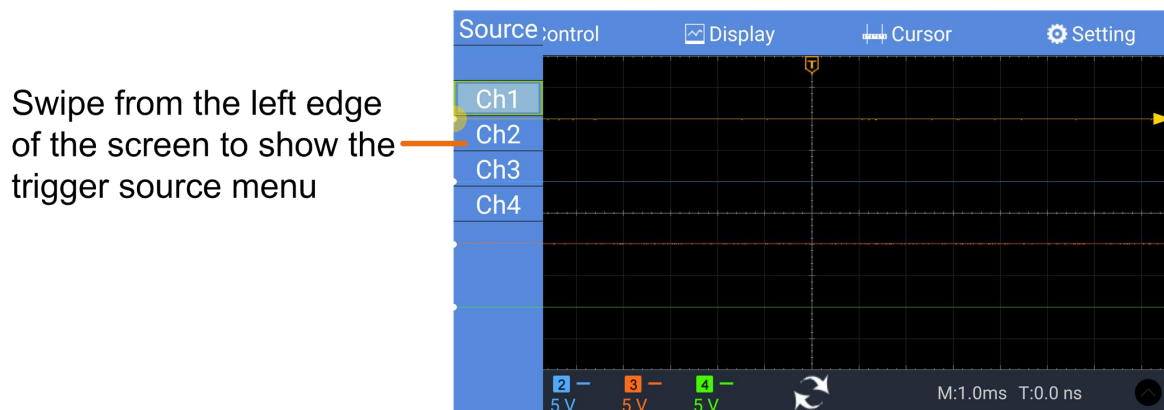 Swipe from the left edge
of the screen to show the
trigger source menu
Source
ontrol
Display
Cursor
Setting
T
Ch1
Ch2
Ch3
Ch4
2
5 V
3
5 V
4
5 V
M:1.0ms T:0.0 ns